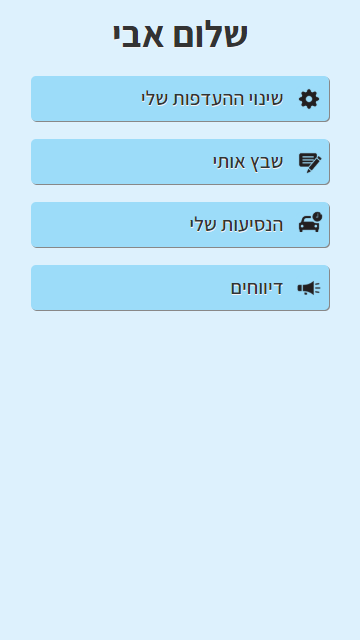 שלום אבי
שינוי ההעדפות שלי
שבץ אותי
הנסיעות שלי
דיווחים